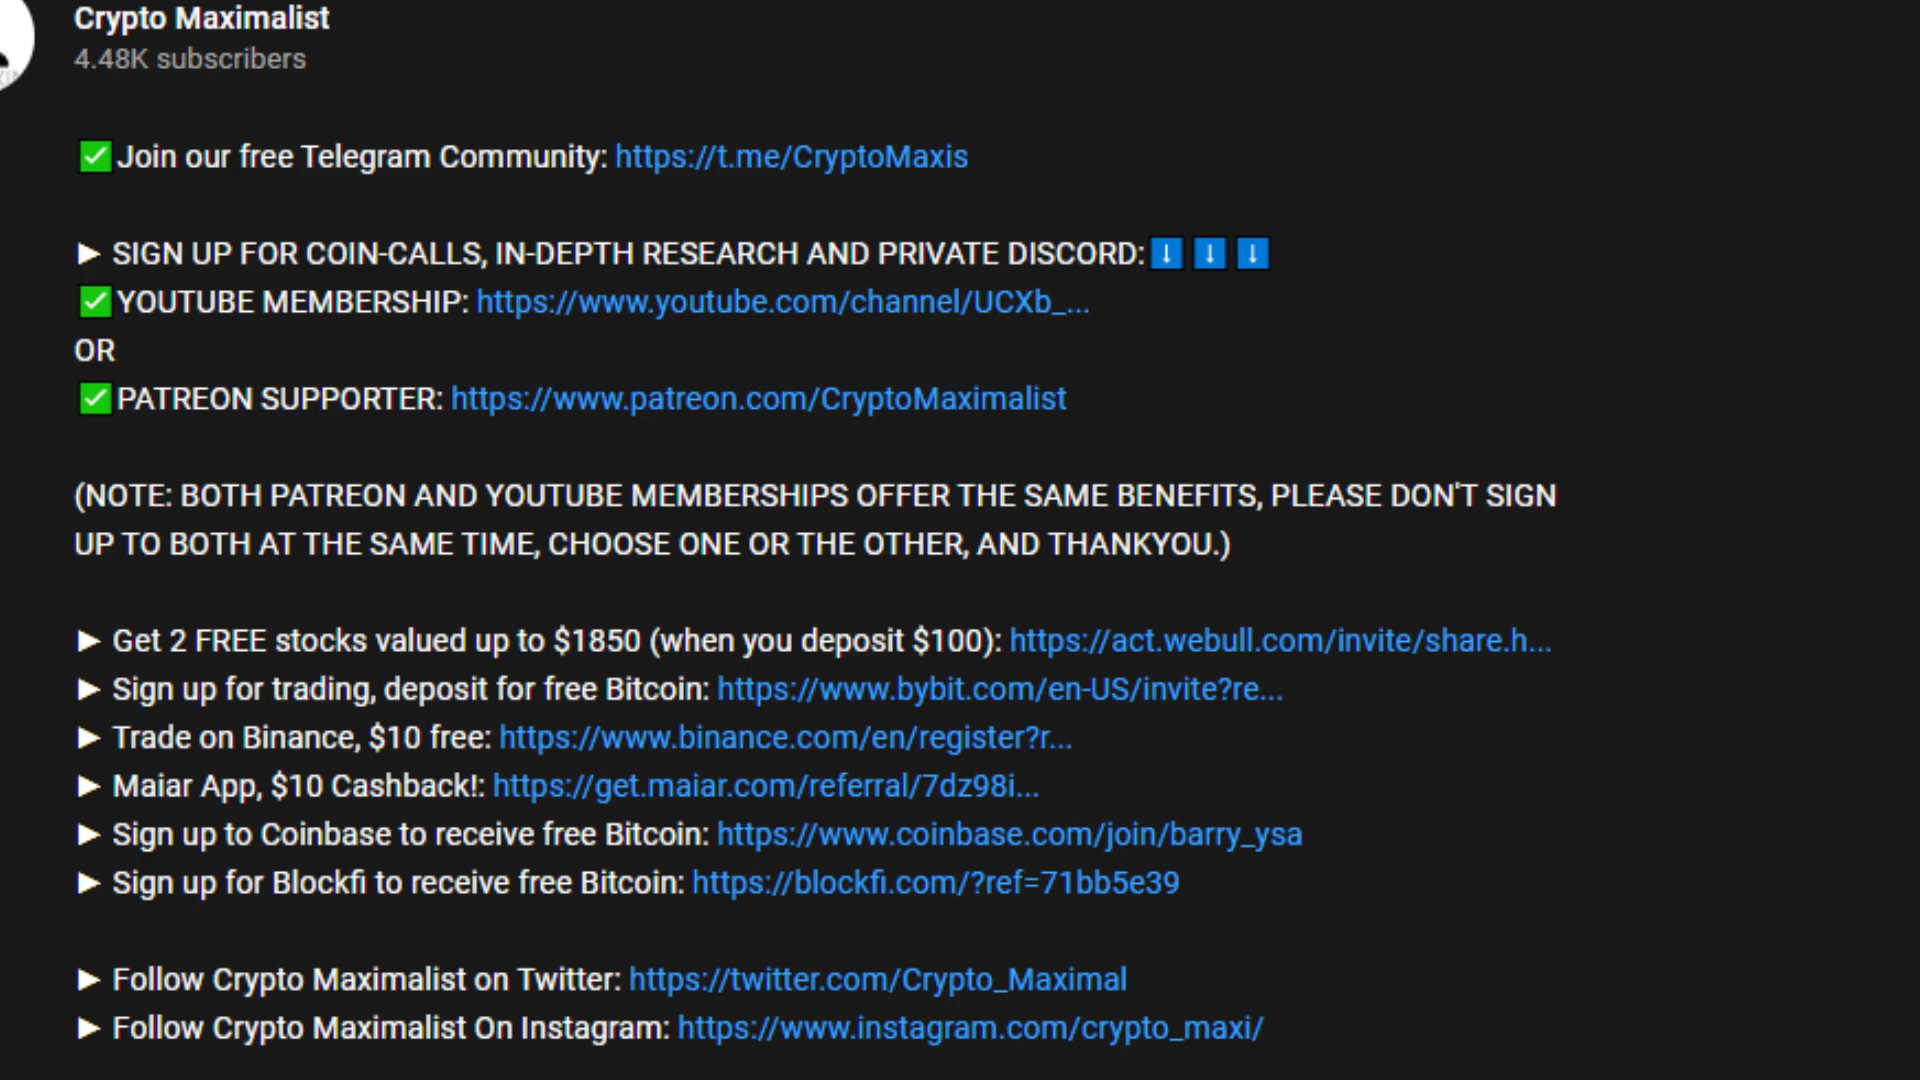 Crypto Maximalist
4.48K subscribers
✅Join our free Telegram Community: https://t.me/CryptoMaxis
► SIGN UP FOR COIN-CALLS, IN-DEPTH RESEARCH AND PRIVATE DISCORD:⬇️ ⬇️ ⬇️
✅YOUTUBE MEMBERSHIP: https://www.youtube.com/channel/UCXb_...
OR
✅PATREON SUPPORTER: https://www.patreon.com/CryptoMaximalist
(NOTE: BOTH PATREON AND YOUTUBE MEMBERSHIPS OFFER THE SAME BENEFITS, PLEASE DON'T SIGN
UP TO BOTH AT THE SAME TIME, CHOOSE ONE OR THE OTHER, AND THANKYOU.)
► Get 2 FREE stocks valued up to $1850 (when you deposit $100): https://act.webull.com/invite/share.h...
► Sign up for trading, deposit for free Bitcoin: https://www.bybit.com/en-US/invite?re...
► Trade on Binance, $10 free: https://www.binance.com/en/register?r...
► Maiar App, $10 Cashback!: https://get.maiar.com/referral/7dz98i...
► Sign up to Coinbase to receive free Bitcoin: https://www.coinbase.com/join/barry_ysa
► Sign up for Blockfi to receive free Bitcoin: https://blockfi.com/?ref=71bb5e39
► Follow Crypto Maximalist on Twitter: https://twitter.com/Crypto_Maximal
► Follow Crypto Maximalist On Instagram: https://www.instagram.com/crypto_maxi/